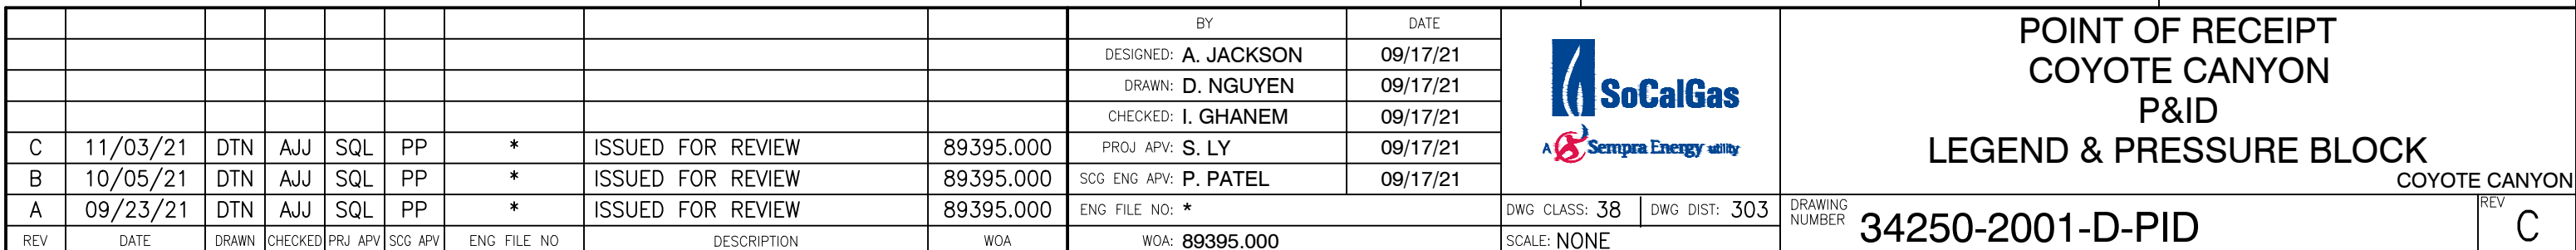 C 11/03/21 DTN AJJ SQL PP * ISSUED FOR REVIEW 89395.000
B 10/05/21 DTN AJJ SQL PP * ISSUED FOR REVIEW 89395.000
A 09/23/21 DTN AJJ SQL PP * ISSUED FOR REVIEW 89395.000
REV DATE DRAWN CHECKED PRJ APV SCG APV ENG FILE NO DESCRIPTION WOA
BY DATE
DESIGNED: A. JACKSON 09/17/21
DRAWN: D. NGUYEN 09/17/21
CHECKED: I. GHANEM 09/17/21
PROJ APV: S. LY 09/17/21
SCG ENG APV: P. PATEL 09/17/21
ENG FILE NO: *
WOA: 89395.000
SoCalGas
A Sempra Energy utility
DWG CLASS: 38 DWG DIST: 303
SCALE: NONE
POINT OF RECEIPT
COYOTE CANYON
P&ID
LEGEND & PRESSURE BLOCK
COYOTE CANYON
DRAWING
NUMBER 34250-2001-D-PID
REV
C